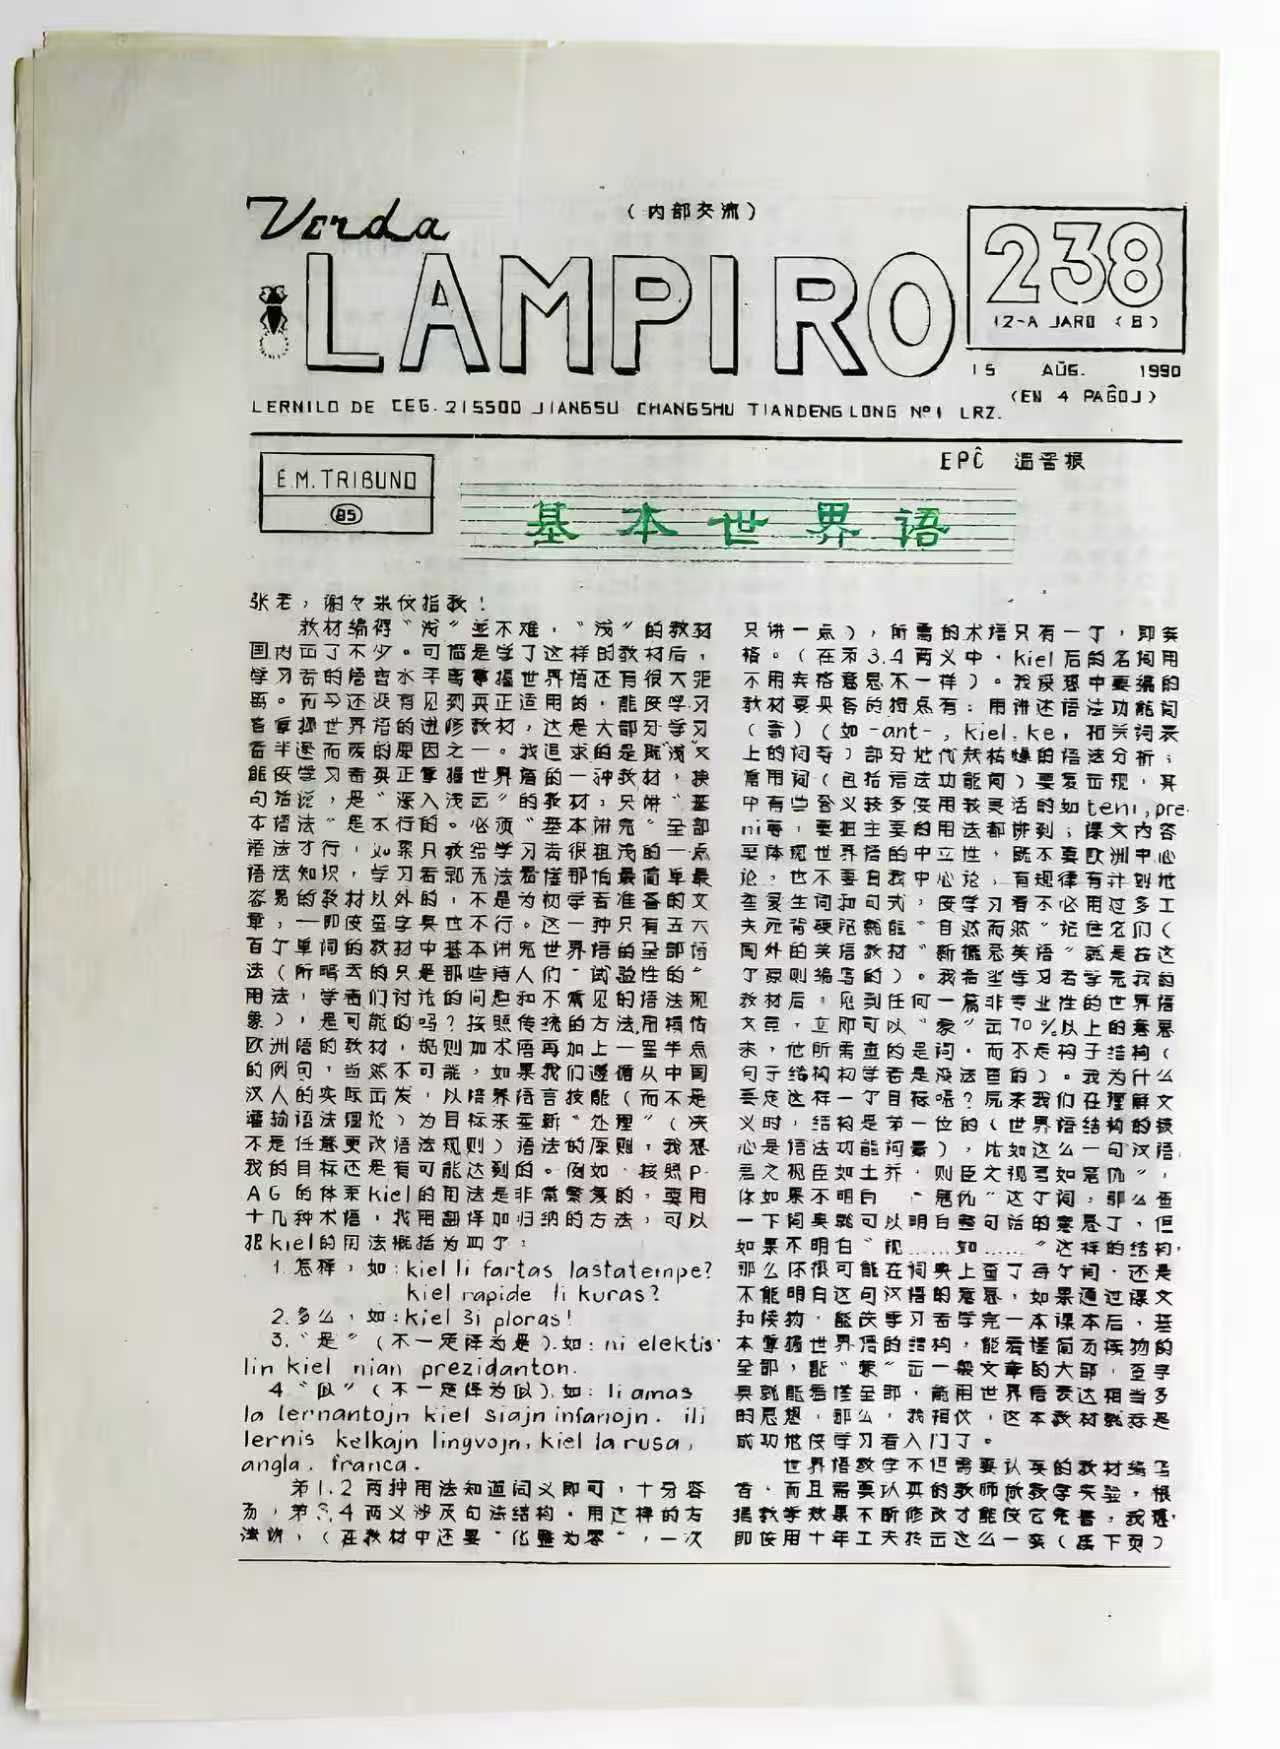 Verda
（内部交流）
LAMPIRO
238
12-A JARO (B)
15 AŬG. 1990
(EN 4 PAĜOJ)
LERNILO DE CEG. 215500 JIANGSU CHANGSHU TIANDENGLONG N°1 LRZ.
E.M.TRIBUNO
85
EPĈ 温晋根
基本世界语
张老，谢々来仪指教！
教材编得“浅”並不难，“浅”的教材
国内出了不少。可简是学了这样的教材后，
学习者的语言水平离掌握世界语还有很大距
离。而今还没有见到真正适用的，能使学习
者掌握世界语的进修教材，这是大部分学习
者半途而废的原因之一。我追求的是既“浅”又
能使学习者真正掌握世界语的一种教材，换
句话说，是“深入浅出”的教材，只讲“基
本语法”是不行的。必须“基本讲完”全部
语法才行，如果只教给学习者很粗浅的一点
语法知识，学习者都无法看懂那怕最简单最
容易的教材以外的，不是为初学者准备的文
章，一即使查字典也不行。这一种只有五六
百个单词的教材中基本讲完世界语的全部语
法（所略去的只是那些诗人们“试验性的”
用法，学者们讨论的问题和不常见的语法现
象），是可能的吗？按照传统的方法用模仿
欧洲语的教材，规则加术语再加上一星半点
的例句，当然不可能，如果我们遵循从中国
汉人的实际出发，以培养语言技能（而不是
灌输语法理论）为目标来重新“处理”（决
不是任意更改语法规则）语法的原则，我想
我的目标还是有可能达到的。例如 按照P-
AG的体系kiel的用法是非常繁复的，要用
十几种术语，我用翻译加归纳的方法，可以
把kiel的用法概括为四个：
1.怎样，如：kiel li fartas lastatempe?
kiel rapide li kuras?
2.多么，如：kiel ŝi ploras!
3.“是”（不一定译为是）.如：ni elektis
lin kiel nian prezidanton.
4“似”（不一定译为似）.如：li amas
la lernantojn kiel siajn infanojn. ili
lernis kelkajn lingvojn, kiel la rusa,
angla, franca.
第1.2两种用法知道词义即可，十分容
易，第3,4两义涉及句法结构。用这样的方
法讲，（在教材中还要“化整为零”，一次
只讲一点），所需的术语只有一个，即宾
格。（在第3.4两义中，kiel后的名词用
不用宾格意思不一样）。我设想中要编的
教材要具备的特点有：用讲述语法功能词
（素）（如-ant-, kiel, ke，相关词表
上的词等）部分地代替枯燥的语法分析；
常用词（包括语法功能词）要复出现，其
中有些含义较多使用较灵活的如teni, pre-
ni等，要把主要的用法都讲到；课文内容
要体现世界语的中立性，既不要欧洲中心
论，也不要自我中心论；有规律有计划地
重复生词和句式，使学习者不必用过多工
夫死背硬记就能“自然而然”记住它们（
国外的英语教材“新概念英语”就是按这
个原则编写的）。我希望学习者学完我的
教材后，见到任何一篇非专业性的世界语
文章，立即可以“蒙”出70%以上的意思
来，他所需查的是词，而不是句子结构（
句子结构初学者是没法查的）。我为什么
要定这样一个目标呢？原来我们在理解文
义时，结构是第一位的（世界语结构的核
心是语法功能词素），比如这么一句汉语
君之视臣如土芥，则臣之视君如寇仇”，
你如果不明白 “寇仇”这个词，那么查
一下词典就可以明白整句话的意思了，但
如果不明白“视……如……”这样的结构，
那么你很可能在词典上查了每个词，还是
不能明白这句汉语的意思，如果通过课文
和读物，能使学习者学完一本课本后，基
本掌握世界语的结构，能看懂简易读物的
全部，能“蒙”出一般文章的大部，查字
典就能看懂全部，能用世界语表达相当多
的思想，那么，我相仪，这本教材就算是
成功地使学习者入门了。
世界语教学不但需要认真的教材编写
者，而且需要认真的教师做教学实验，根
据教学效果不断修改才能使它完善，我想，
即使用十年工夫于出这么一套（接下页）